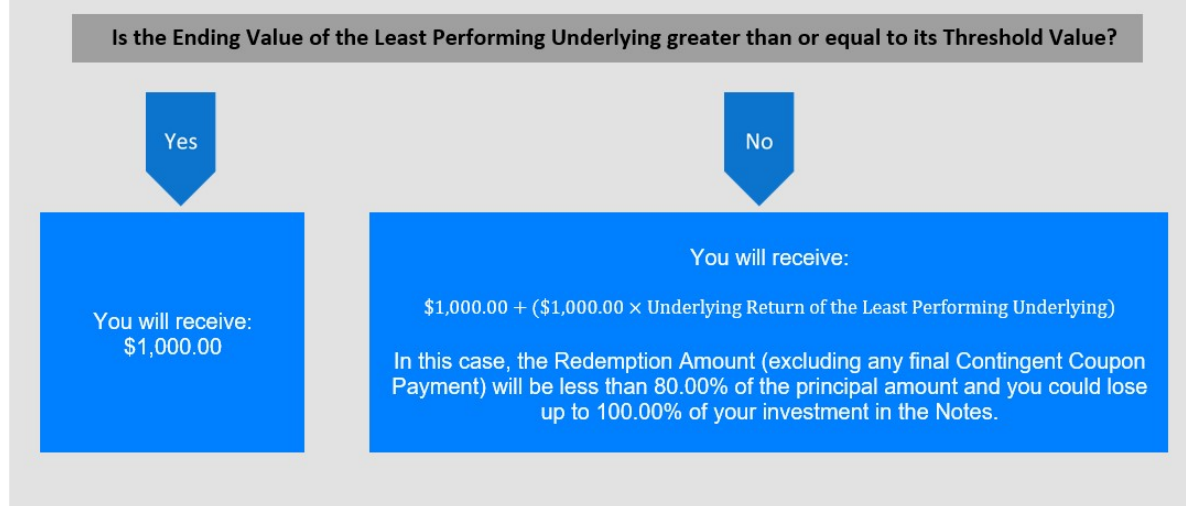 Is the Ending Value of the Least Performing Underlying greater than or equal to its Threshold Value?
Yes
No
You will receive:
$1,000.00
You will receive:
$1,000.00 + ($1,000.00 × Underlying Return of the Least Performing Underlying)
In this case, the Redemption Amount (excluding any final Contingent Coupon
Payment) will be less than 80.00% of the principal amount and you could lose
up to 100.00% of your investment in the Notes.